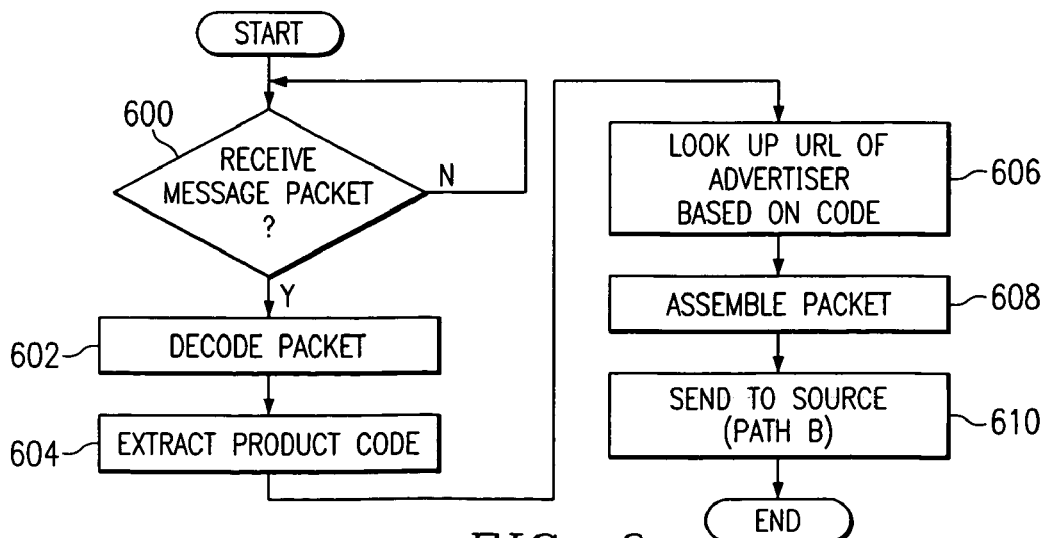 START
600
RECEIVE
MESSAGE PACKET
?
N
Y
602
DECODE PACKET
604
EXTRACT PRODUCT CODE
LOOK UP URL OF
ADVERTISER
BASED ON CODE
606
ASSEMBLE PACKET
608
SEND TO SOURCE
(PATH B)
610
END